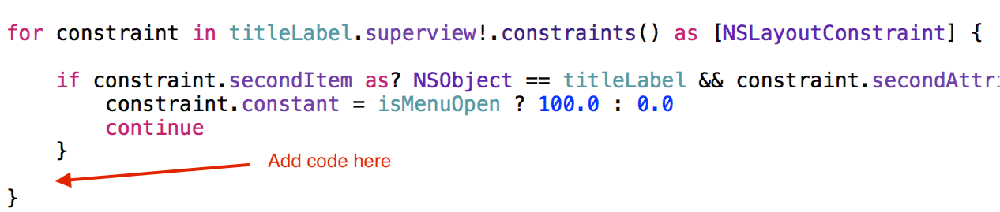 for constraint in titleLabel.superview!.constraints() as [NSLayoutConstraint] {
if constraint.secondItem as? NSObject == titleLabel && constraint.secondAttri
constraint.constant = isMenuOpen ? 100.0 : 0.0
continue
}
Add code here
}